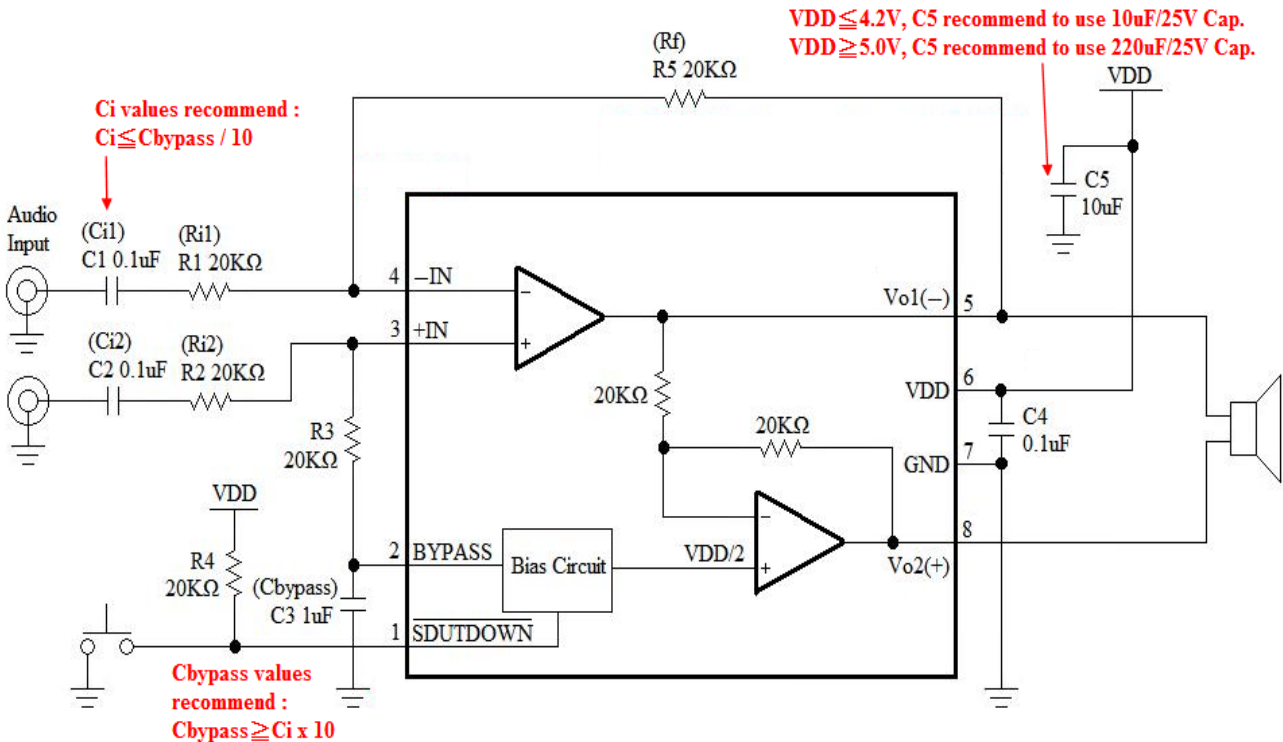 VDD≦4.2V, C5 recommend to use 10uF/25V Cap.
VDD≧5.0V, C5 recommend to use 220uF/25V Cap.
(Rf)
R5 20KΩ
VDD
Ci values recommend :
Ci≦Cbypass / 10
C5
10uF
Audio
Input
(Ci1)
C1 0.1uF
(Ri1)
R1 20KΩ
4
–IN
−
Vo1(–)
5
3
+IN
+
(Ci2)
C2 0.1uF
(Ri2)
R2 20KΩ
20KΩ
VDD
6
R3
20KΩ
20KΩ
C4
0.1uF
GND
7
VDD
−
R4
20KΩ
2
BYPASS
Bias Circuit
VDD/2
+
8
Vo2(+)
(Cbypass)
C3 1uF
1
SDUTDOWN
Cbypass values
recommend :
Cbypass≧Ci x 10